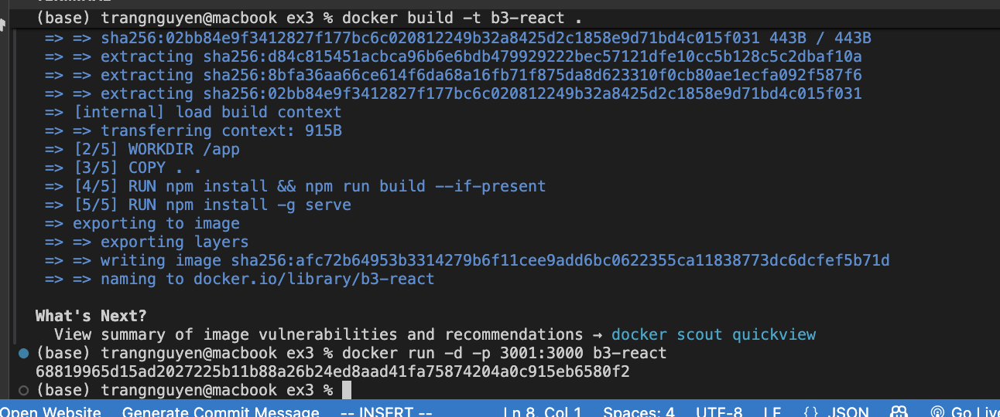 (base) trangnguyen@macbook ex3 % docker build -t b3-react .
=> => sha256:02bb84e9f3412827f177bc6c020812249b32a8425d2c1858e9d71bd4c015f031 443B / 443B
=> => extracting sha256:d84c815451acbca96b6e6bdb479929222bec57121dfe10cc5b128c5c2dbaf10a
=> => extracting sha256:8bfa36aa66ce614f6da68a16fb71f875da8d623310f0cb80ae1ecfa092f587f6
=> => extracting sha256:02bb84e9f3412827f177bc6c020812249b32a8425d2c1858e9d71bd4c015f031
=> [internal] load build context
=> => transferring context: 915B
=> [2/5] WORKDIR /app
=> [3/5] COPY . .
=> [4/5] RUN npm install && npm run build --if-present
=> [5/5] RUN npm install -g serve
=> exporting to image
=> => exporting layers
=> => writing image sha256:afc72b64953b3314279b6f11cee9add6bc0622355ca11838773dc6dcfef5b71d
=> => naming to docker.io/library/b3-react
What's Next?
View summary of image vulnerabilities and recommendations → docker scout quickview
(base) trangnguyen@macbook ex3 % docker run -d -p 3001:3000 b3-react
68819965d15ad2027225b11b88a26b24ed8aad41fa75874204a0c915eb6580f2
(base) trangnguyen@macbook ex3 %
Open Website Generate Commit Message -- INSERT -- Ln 8, Col 1 Spaces: 4 UTF-8 LF {} JSON Go Live